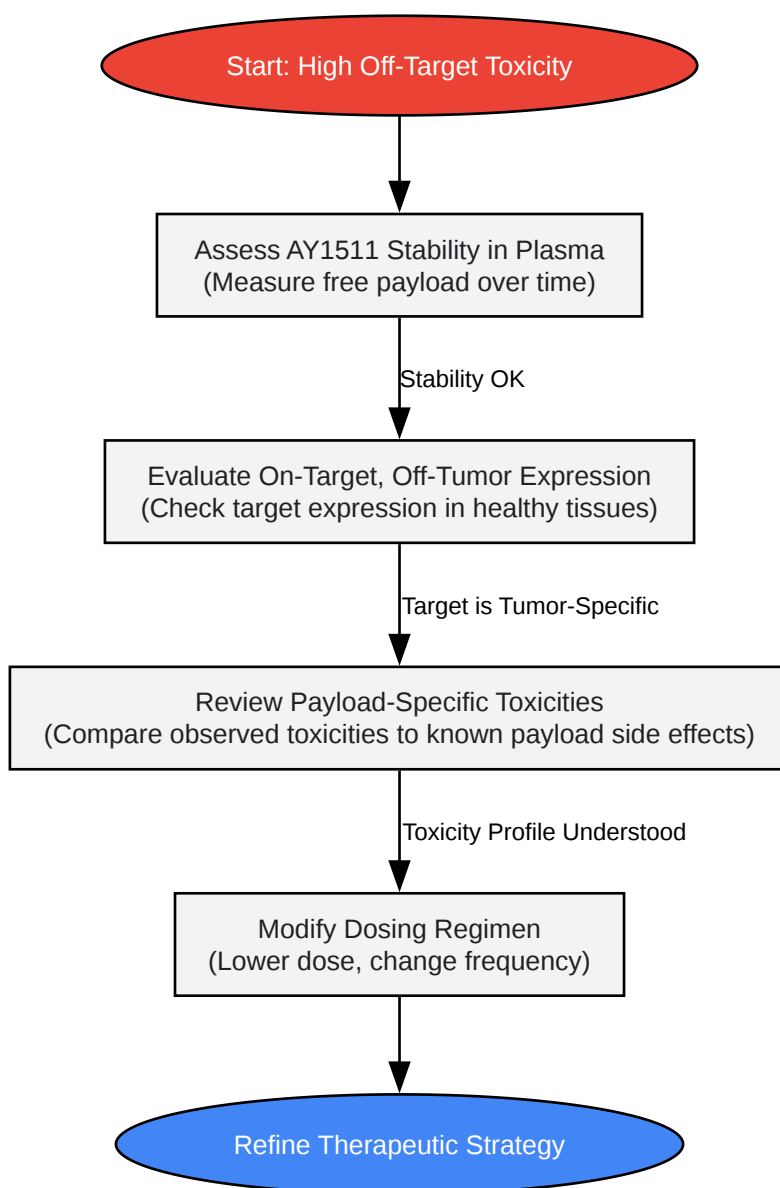 Start: High Off-Target Toxicity
Assess AY1511 Stability in Plasma
(Measure free payload over time)
Stability OK
Evaluate On-Target, Off-Tumor Expression
(Check target expression in healthy tissues)
Target is Tumor-Specific
Review Payload-Specific Toxicities
(Compare observed toxicities to known payload side effects)
Toxicity Profile Understood
Modify Dosing Regimen
(Lower dose, change frequency)
Refine Therapeutic Strategy